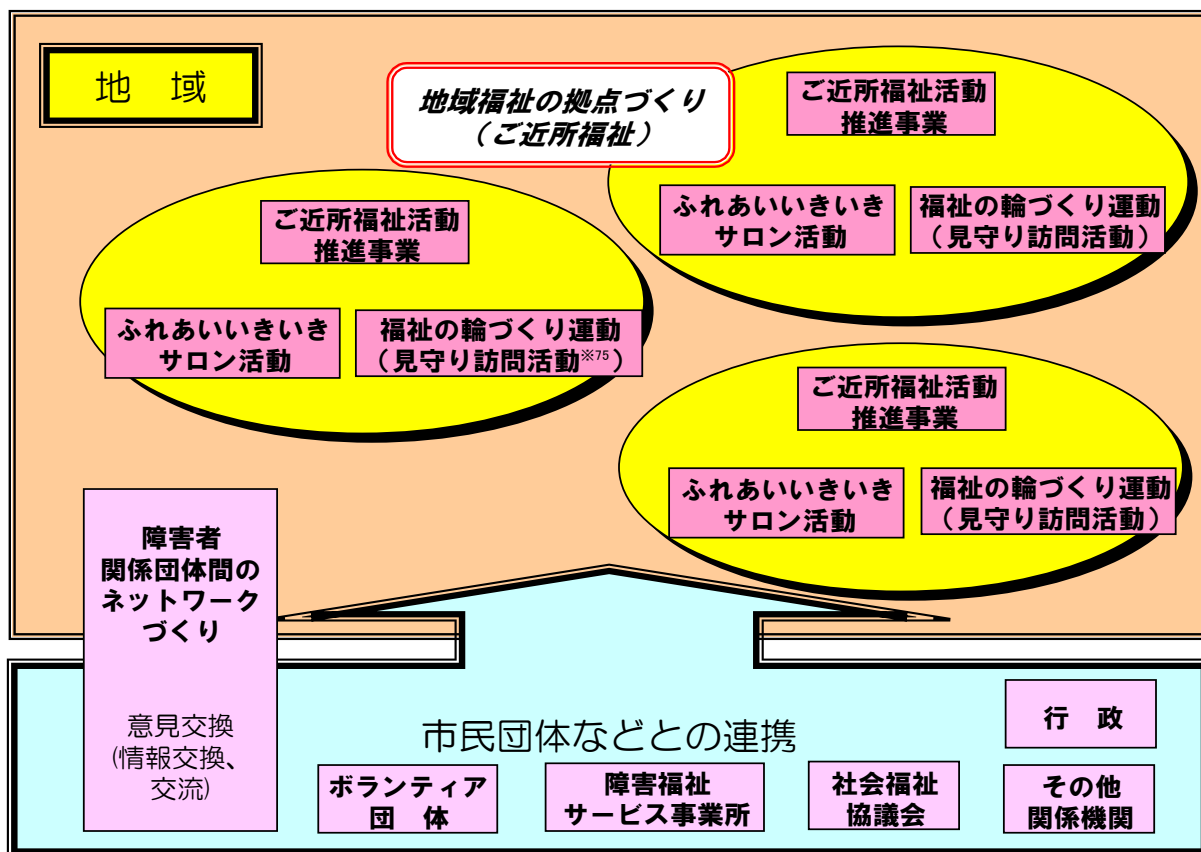 地　域
地域福祉の拠点づくり
（ご近所福祉）
ご近所福祉活動
推進事業
ふれあいいきいき
サロン活動
福祉の輪づくり運動
（見守り訪問活動）
ご近所福祉活動
推進事業
ふれあいいきいき
サロン活動
福祉の輪づくり運動
（見守り訪問活動※75）
ご近所福祉活動
推進事業
ふれあいいきいき
サロン活動
福祉の輪づくり運動
（見守り訪問活動）
障害者
関係団体間の
ネットワーク
づくり
意見交換
(情報交換、
交流)
市民団体などとの連携
行　政
ボランティア
団　体
障害福祉
サービス事業所
社会福祉
協議会
その他
関係機関